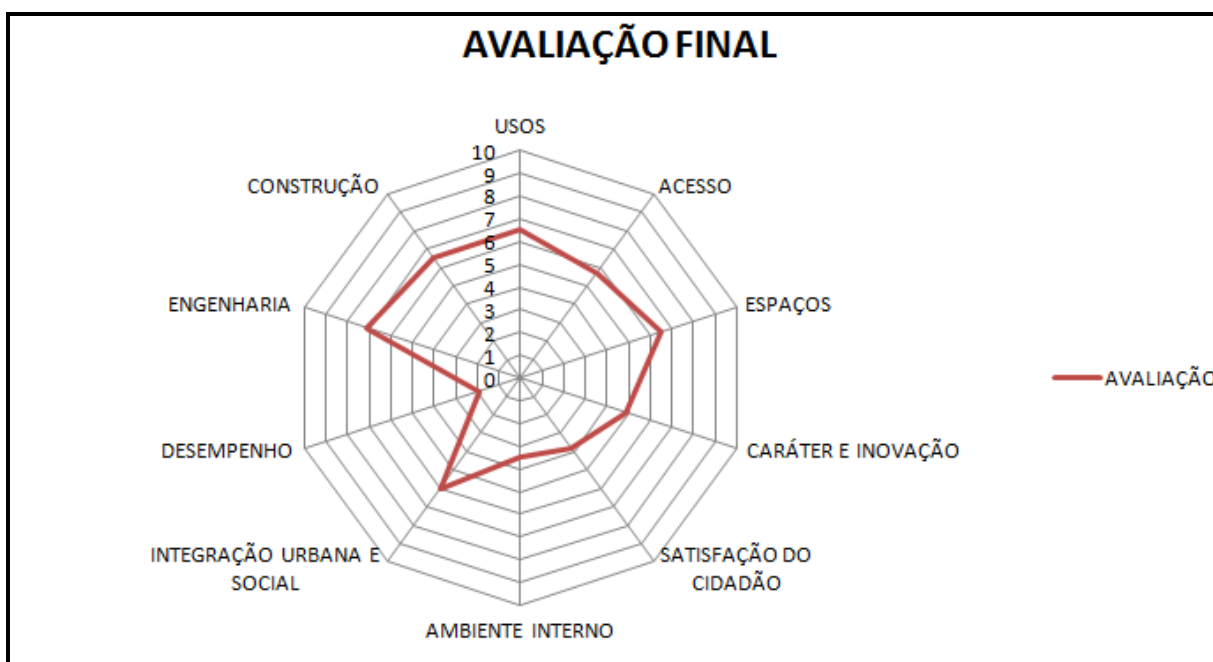 AVALIAÇÃO FINAL
USOS
10
9
8
7
6
5
4
3
2
1
0
ACESSO
ESPAÇOS
CARÁTER E INOVAÇÃO
SATISFAÇÃO DO
CIDADÃO
AMBIENTE INTERNO
INTEGRAÇÃO URBANA E
SOCIAL
DESEMPENHO
ENGENHARIA
CONSTRUÇÃO
AVALIAÇÃO